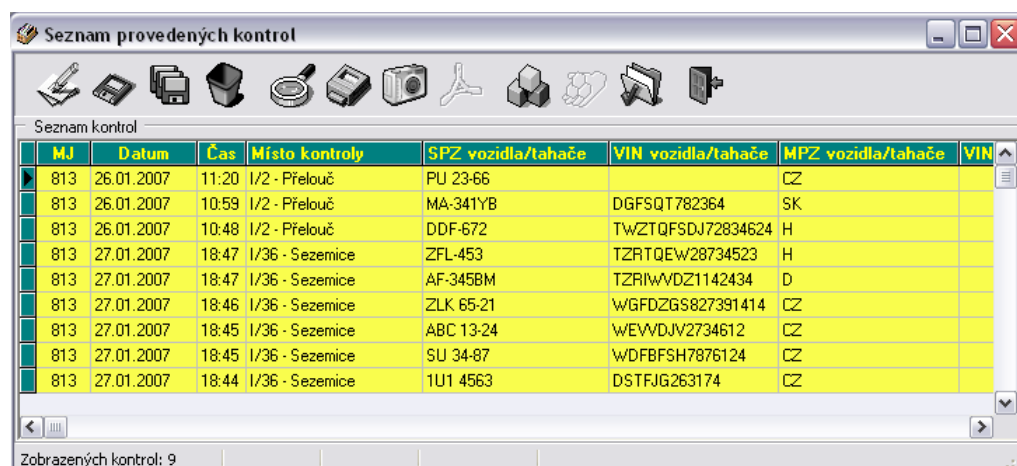 Seznam provedených kontrol
Seznam kontrol
MJ Datum Čas Místo kontroly SPZ vozidla/tahače VIN vozidla/tahače MPZ vozidla/tahače VIN
813 26.01.2007 11:20 I/2 - Přelouč PU 23-66 CZ
813 26.01.2007 10:59 I/2 - Přelouč MA-341YB DGFSQT782364 SK
813 26.01.2007 10:48 I/2 - Přelouč DDF-672 TWZTQFSDJ72834624 H
813 27.01.2007 18:47 I/36 - Sezemice ZFL-453 TZRTQEW28734523 H
813 27.01.2007 18:47 I/36 - Sezemice AF-345BM TZRIWVDZ1142434 D
813 27.01.2007 18:46 I/36 - Sezemice ZLK 65-21 WGFDZGS827391414 CZ
813 27.01.2007 18:45 I/36 - Sezemice ABC 13-24 WEVVDJV2734612 CZ
813 27.01.2007 18:45 I/36 - Sezemice SU 34-87 WDFBFSH7876124 CZ
813 27.01.2007 18:44 I/36 - Sezemice 1U1 4563 DSTFJG263174 CZ
Zobrazených kontrol: 9